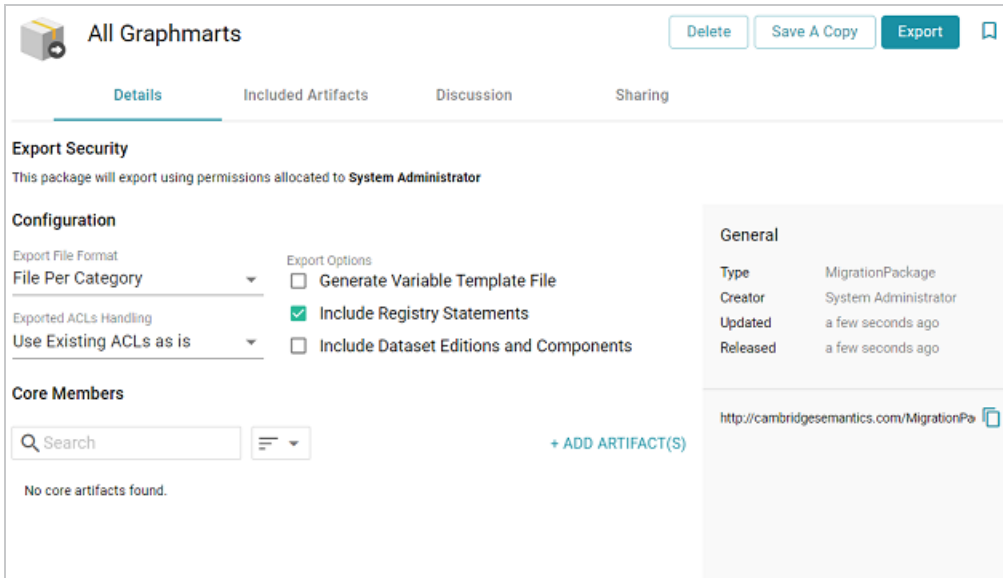 All Graphmarts
Delete
Save A Copy
Export
Details
Included Artifacts
Discussion
Sharing
Export Security
This package will export using permissions allocated to System Administrator
Configuration
Export File Format
File Per Category
Exported ACLs Handling
Use Existing ACLs as is
Export Options
Generate Variable Template File
Include Registry Statements
Include Dataset Editions and Components
Core Members
Search
+ ADD ARTIFACT(S)
No core artifacts found.
General
Type MigrationPackage
Creator System Administrator
Updated a few seconds ago
Released a few seconds ago
http://cambridgesemantics.com/MigrationPa